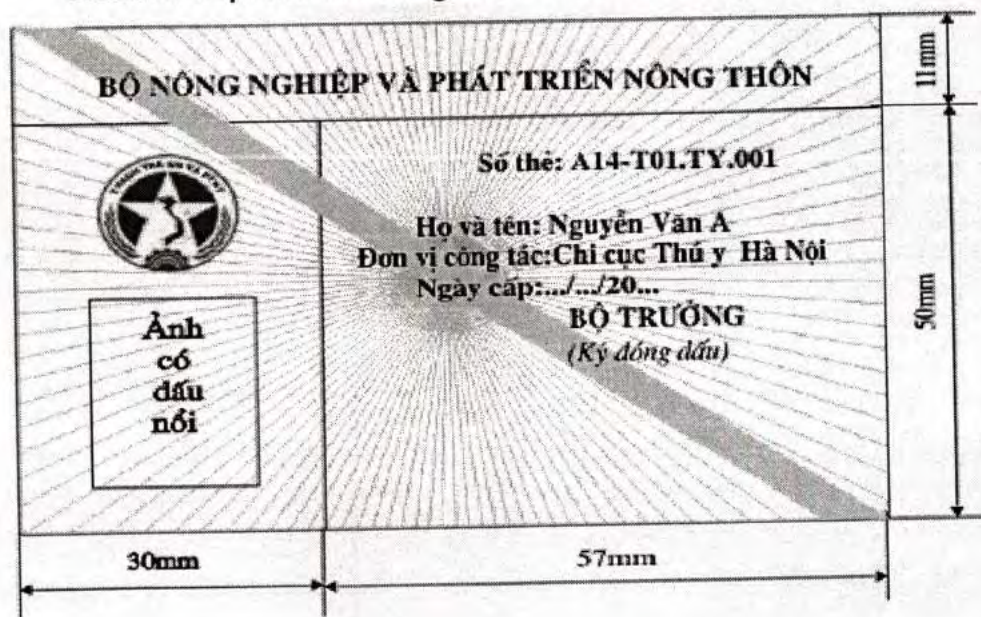 BỘ NÔNG NGHIỆP VÀ PHÁT TRIỂN NÔNG THÔN
11mm
Số thẻ: A14-T01.TY.001
Họ và tên: Nguyễn Văn A
Đơn vị công tác:Chi cục Thú y Hà Nội
Ngày cấp:.../.../20...
BỘ TRƯỞNG
(Ký đóng dấu)
Ảnh
có
dấu
nổi
50mm
30mm
57mm